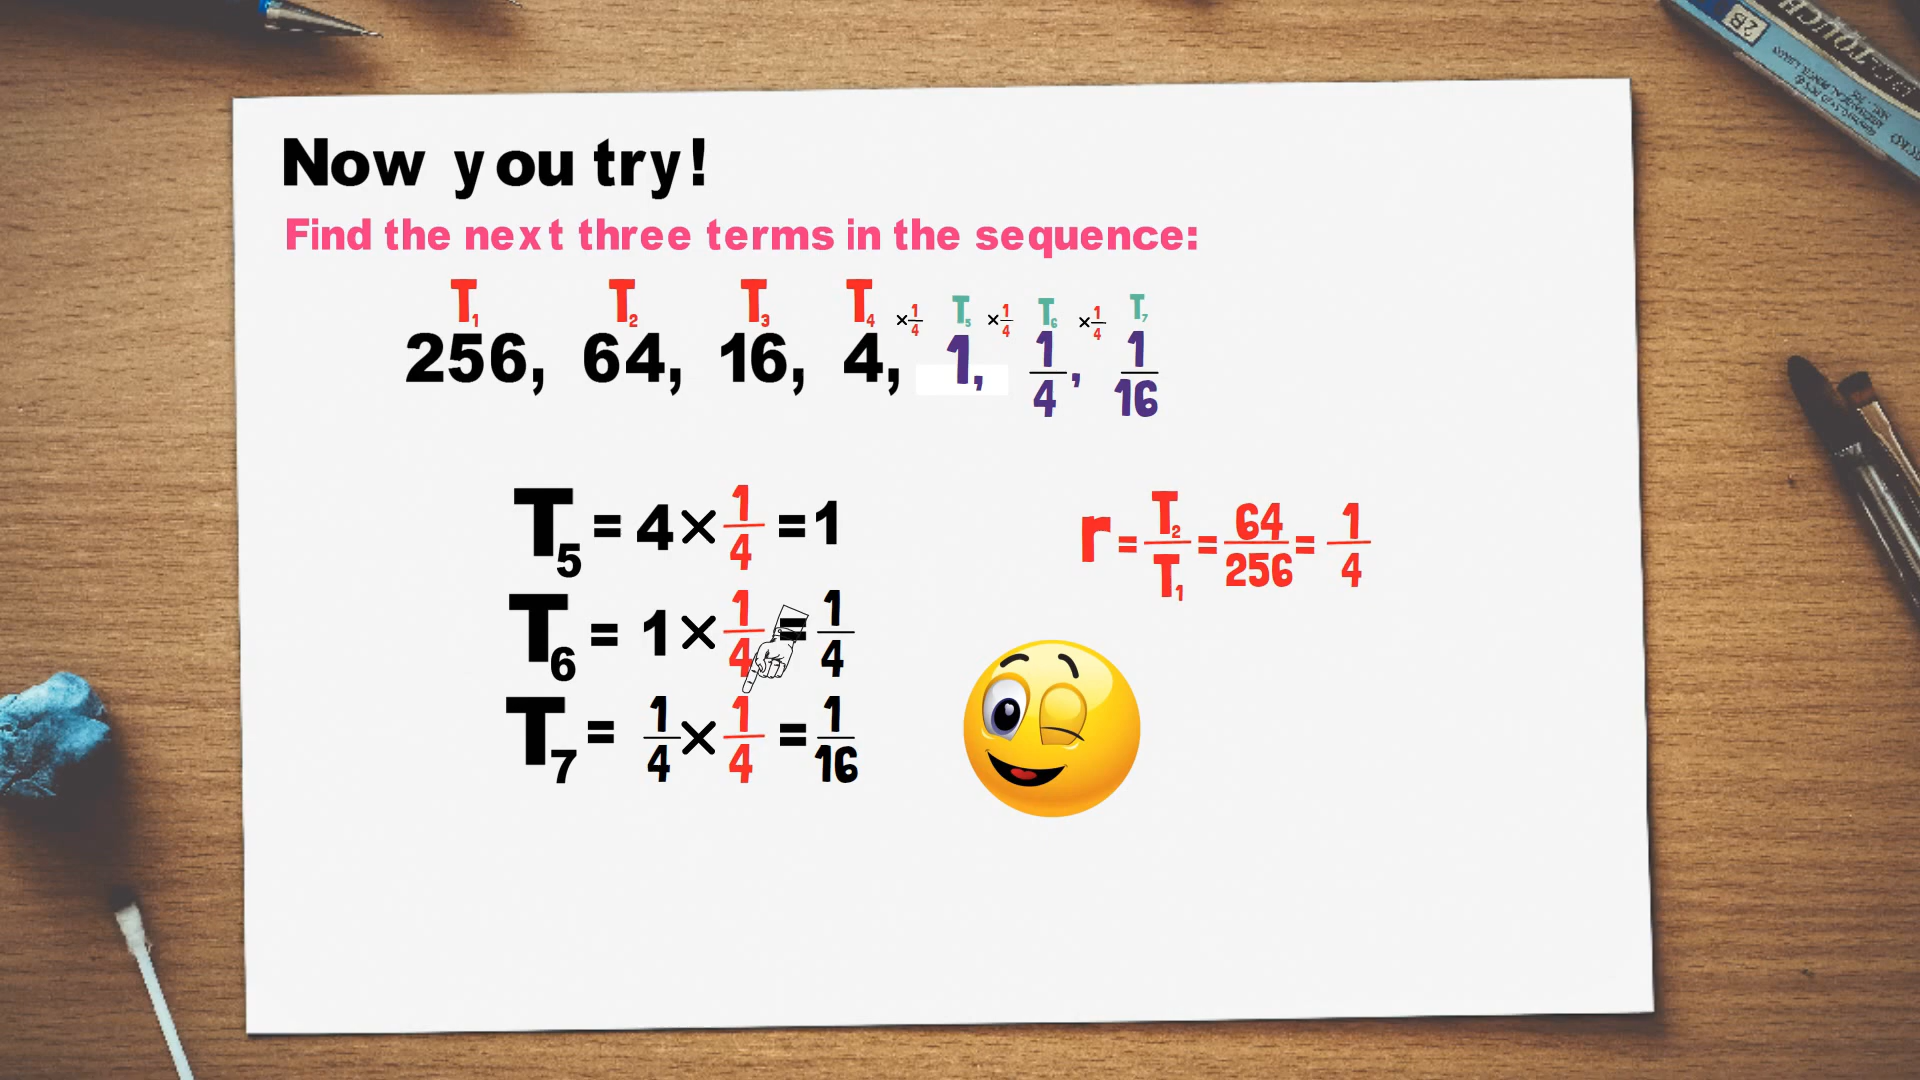 Now you try!
Find the next three terms in the sequence:
T1 T2 T3 T4 ×1/4 T5 ×1/4 T6 ×1/4 T7
256, 64, 16, 4, 1, 1/4, 1/16
T5 = 4 × 1/4 = 1
r = T2/T1 = 64/256 = 1/4
T6 = 1 × 1/4 = 1/4
T7 = 1/4 × 1/4 = 1/16
2B
TOUCH